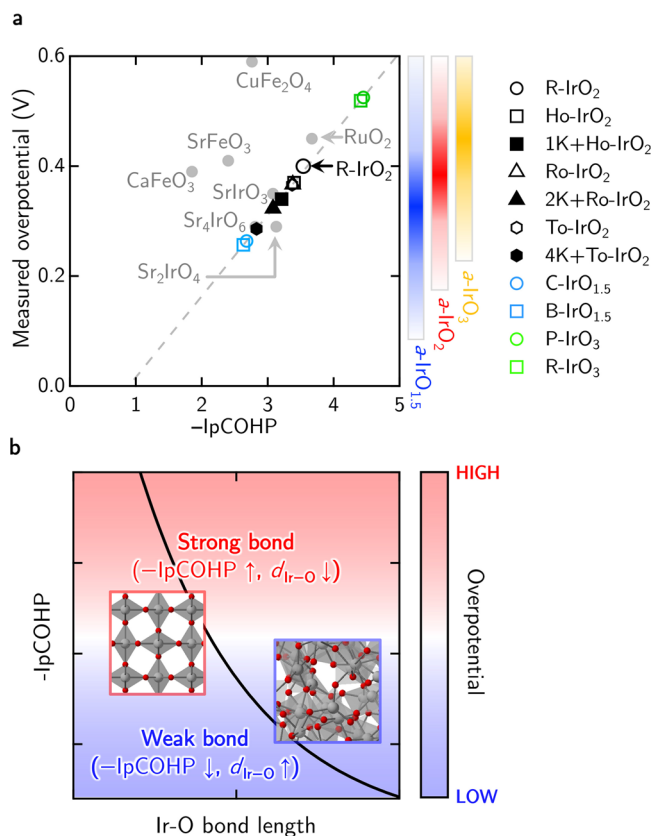 a
0.6
0.4
0.2
0.0
Measured overpotential (V)
0
1
2
3
4
5
−IpCOHP
CuFe2O4
SrFeO3
RuO2
CaFeO3
R-IrO2
SrIrO3
Sr4IrO6
Sr2IrO4
a-IrO1.5
a-IrO2
a-IrO3
R-IrO2
Ho-IrO2
1K+Ho-IrO2
Ro-IrO2
2K+Ro-IrO2
To-IrO2
4K+To-IrO2
C-IrO1.5
B-IrO1.5
P-IrO3
R-IrO3
b
-IpCOHP
Strong bond
(−IpCOHP ↑, dIr−O ↓)
Weak bond
(−IpCOHP ↓, dIr−O ↑)
Ir-O bond length
HIGH
Overpotential
LOW